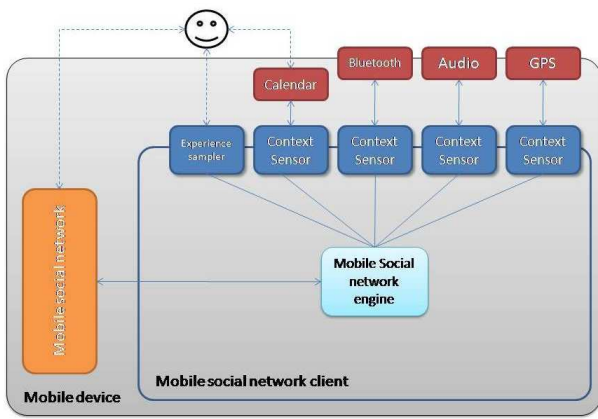 Bluetooth
Audio
GPS
Calendar
Experience
sampler
Context
Sensor
Context
Sensor
Context
Sensor
Context
Sensor
Mobile social network
Mobile Social
network
engine
Mobile social network client
Mobile device